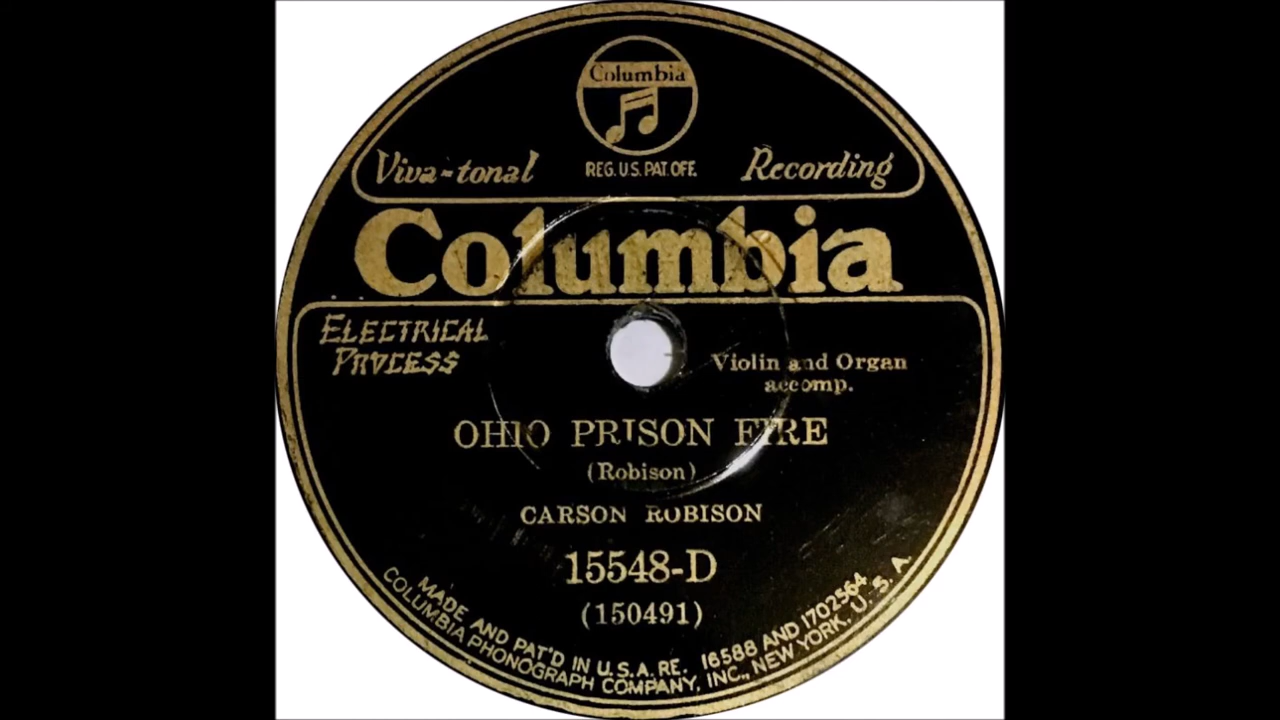 Columbia
REG. U.S. PAT. OFF.
Viva-tonal Recording
Columbia
ELECTRICAL
PROCESS
Violin and Organ
accomp.
OHIO PRISON FIRE
(Robison)
CARSON ROBISON
15548-D
(150491)
MADE AND PAT'D IN U.S.A. RE. 16588 AND 1702564
COLUMBIA PHONOGRAPH COMPANY, INC., NEW YORK, U. S. A.